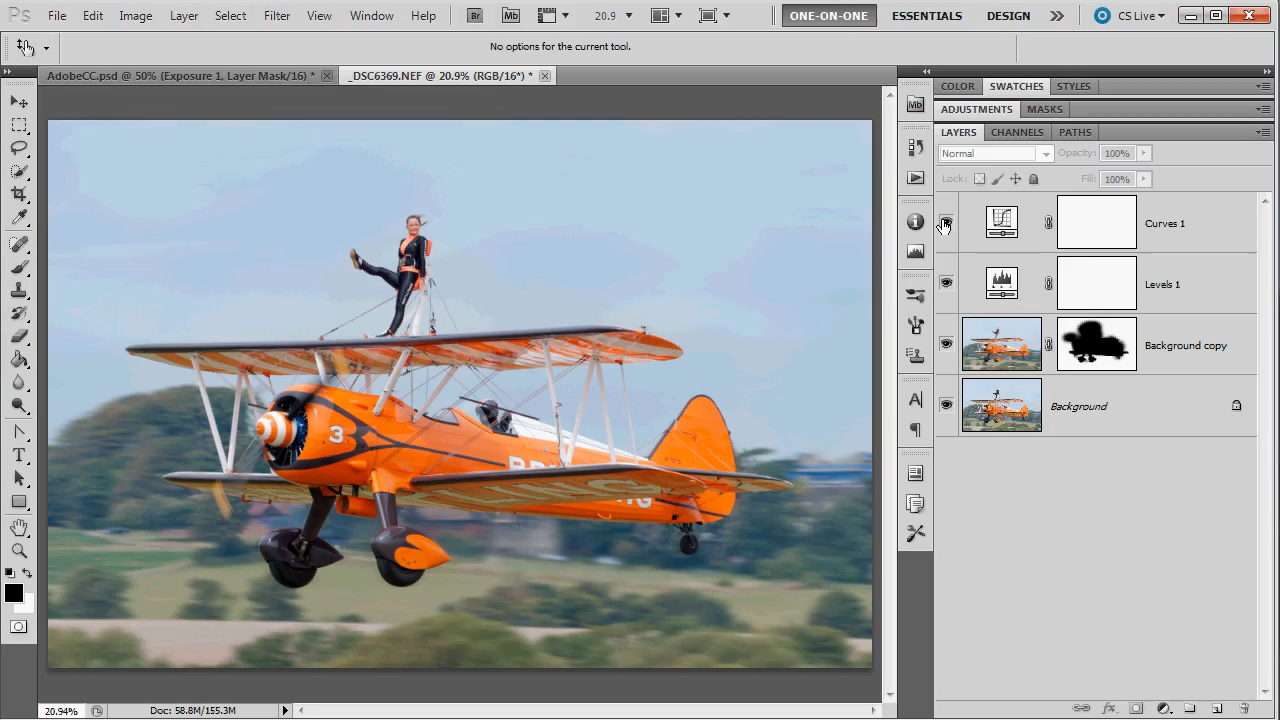 Ps File Edit Image Layer Select Filter View Window Help Br Mb 20.9 ONE-ON-ONE ESSENTIALS DESIGN CS Live
No options for the current tool.
AdobeCC.psd @ 50% (Exposure 1, Layer Mask/16) * _DSC6369.NEF @ 20.9% (RGB/16*) *
COLOR SWATCHES STYLES
ADJUSTMENTS MASKS
LAYERS CHANNELS PATHS
Normal Opacity: 100%
Lock: Fill: 100%
Curves 1
Levels 1
Background copy
Background
3
20.94% Doc: 58.8M/155.3M